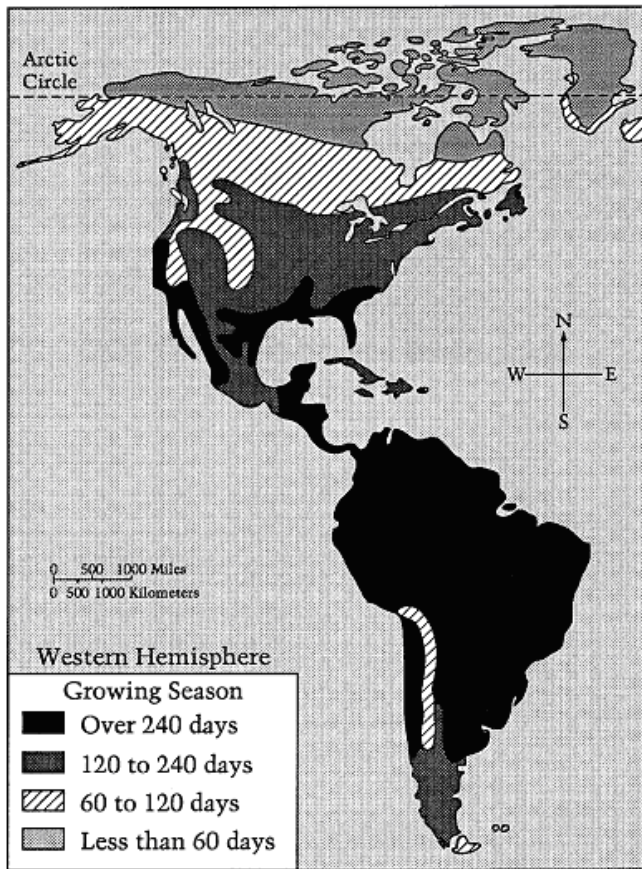 Arctic
Circle
N
W E
S
0 500 1000 Miles
0 500 1000 Kilometers
Western Hemisphere
Growing Season
Over 240 days
120 to 240 days
60 to 120 days
Less than 60 days